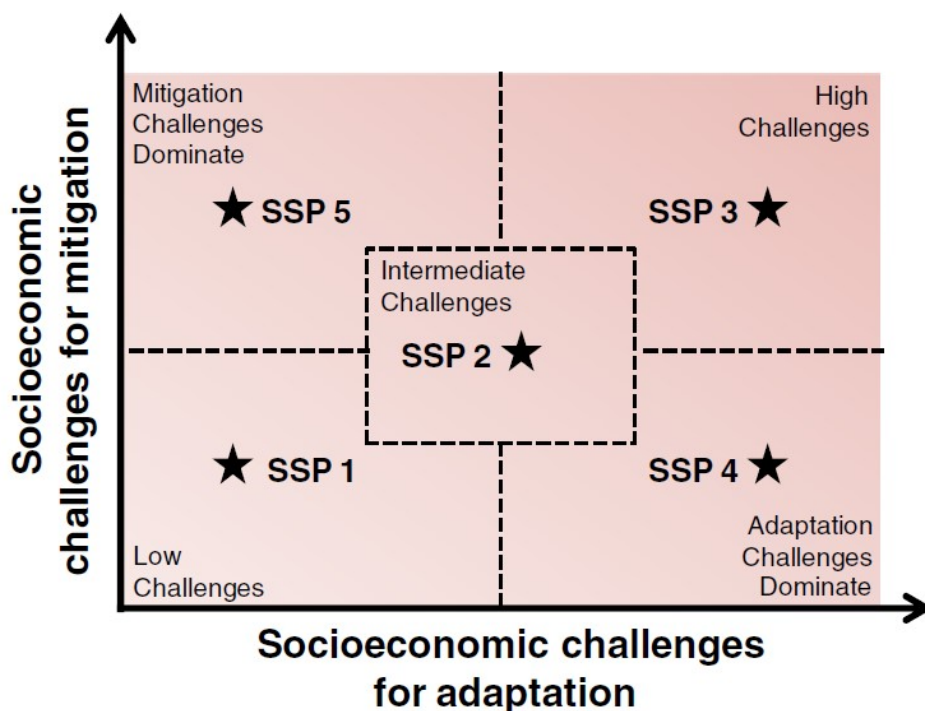 Socioeconomic
challenges for mitigation
Mitigation
Challenges
Dominate
High
Challenges
SSP 5
SSP 3
Intermediate
Challenges
SSP 2
SSP 1
SSP 4
Low
Challenges
Adaptation
Challenges
Dominate
Socioeconomic challenges
for adaptation